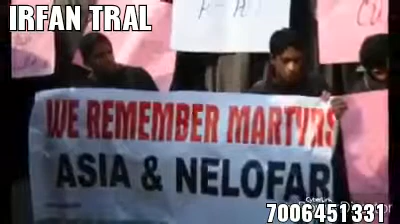 IRFAN TRAL
WE REMEMBER MARTYRS
ASIA & NELOFAR
7006451331